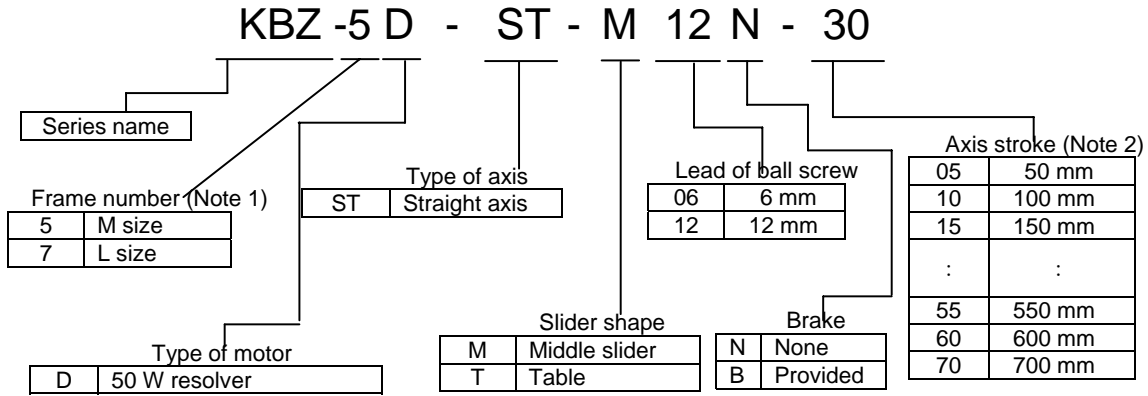 KBZ -5 D - ST - M 12 N - 30
Series name
Axis stroke (Note 2)
05 50 mm
10 100 mm
15 150 mm
: :
55 550 mm
60 600 mm
70 700 mm
Type of axis
ST Straight axis
Lead of ball screw
06 6 mm
12 12 mm
Frame number (Note 1)
5 M size
7 L size
Slider shape
M Middle slider
T Table
Brake
N None
B Provided
Type of motor
D 50 W resolver